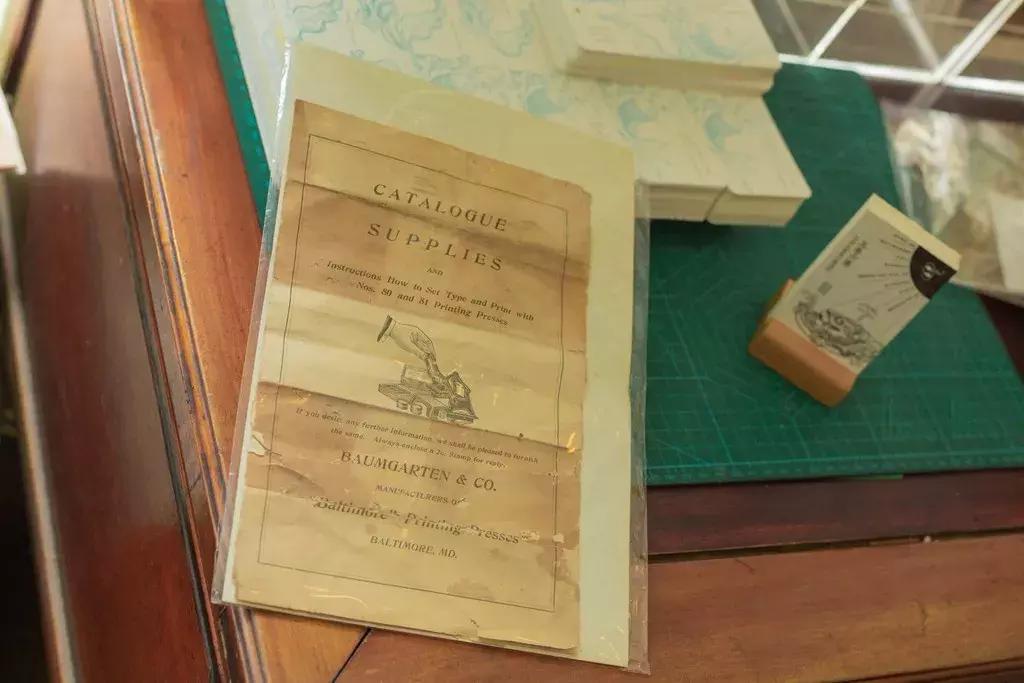 CATALOGUE
SUPPLIES
AND
Instructions How to Set Type and Print with
Nos. 80 and 81 Printing Presses
If you desire any further information, we shall be pleased to furnish
the same. Always enclose a 2c. Stamp for reply.
BAUMGARTEN & CO.
MANUFACTURERS OF
"Baltimore" Printing Presses"
BALTIMORE, MD.